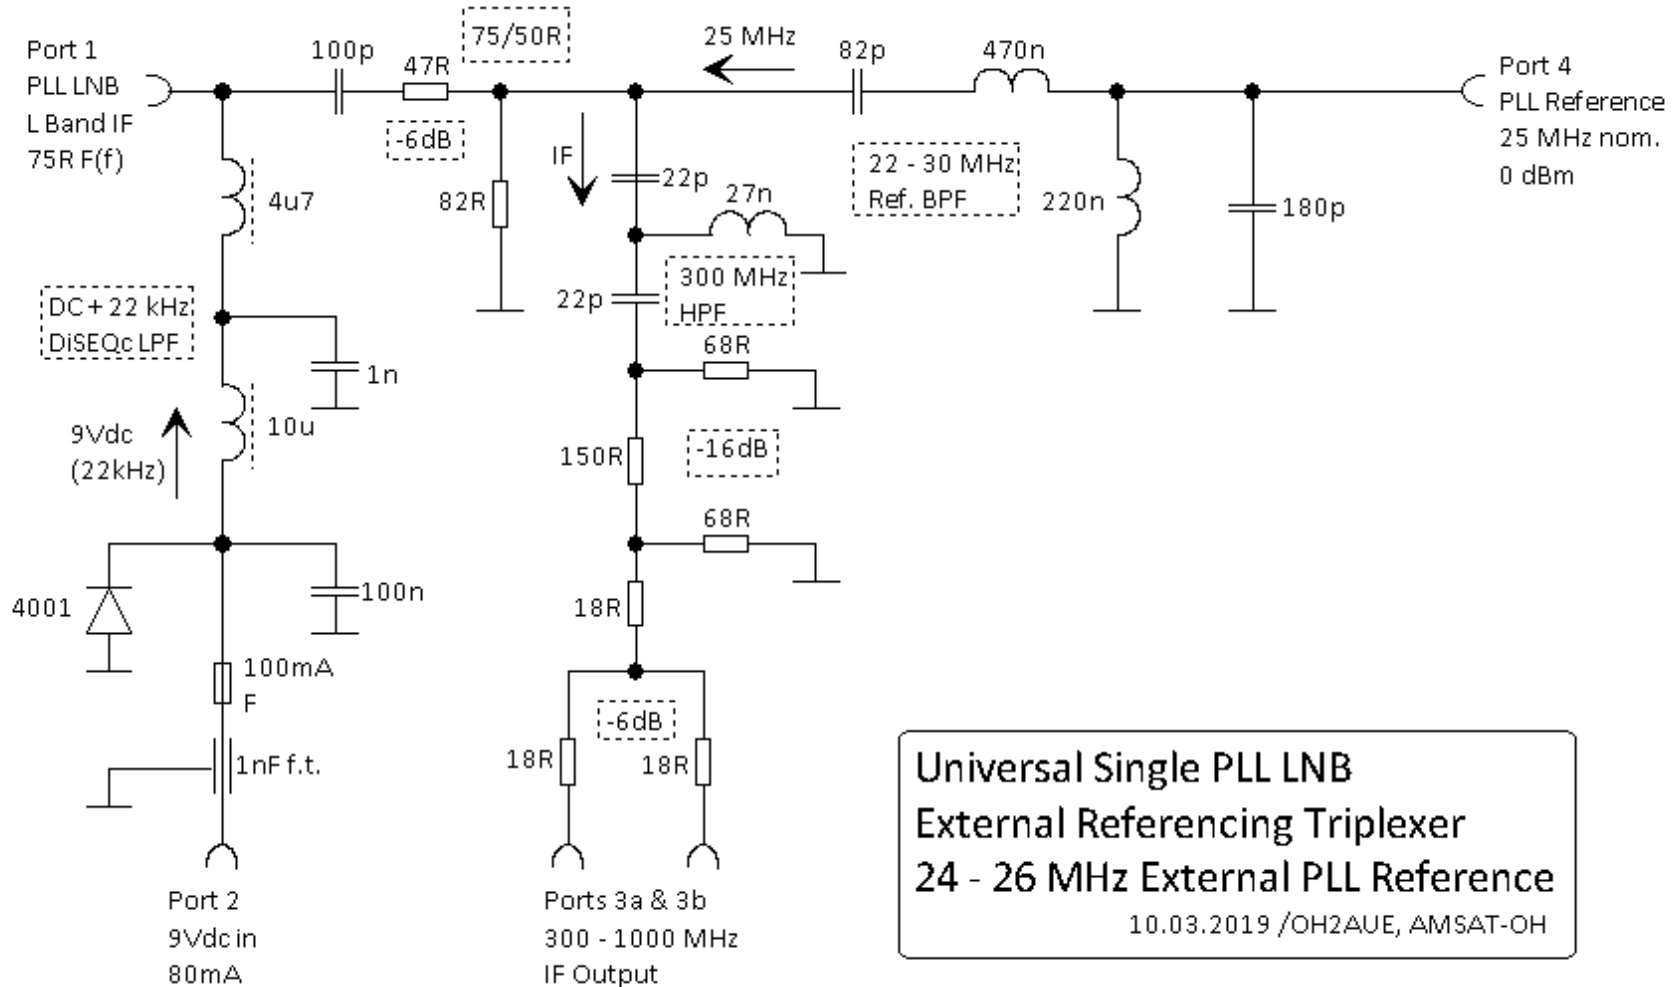 Port 1
PLL LNB
L Band IF
75R F(f)
100p
47R
75/50R
-6dB
82R
25 MHz
IF
82p
470n
22 - 30 MHz
Ref. BPF
220n
180p
Port 4
PLL Reference
25 MHz nom.
0 dBm
4u7
DC + 22 kHz
DiSEQc LPF
1n
10u
9Vdc
(22kHz)
4001
100n
100mA
F
1nF f.t.
Port 2
9Vdc in
80mA
22p
27n
300 MHz
HPF
22p
68R
150R
-16dB
68R
18R
-6dB
18R
18R
Ports 3a & 3b
300 - 1000 MHz
IF Output
Universal Single PLL LNB
External Referencing Triplexer
24 - 26 MHz External PLL Reference
10.03.2019 /OH2AUE, AMSAT-OH